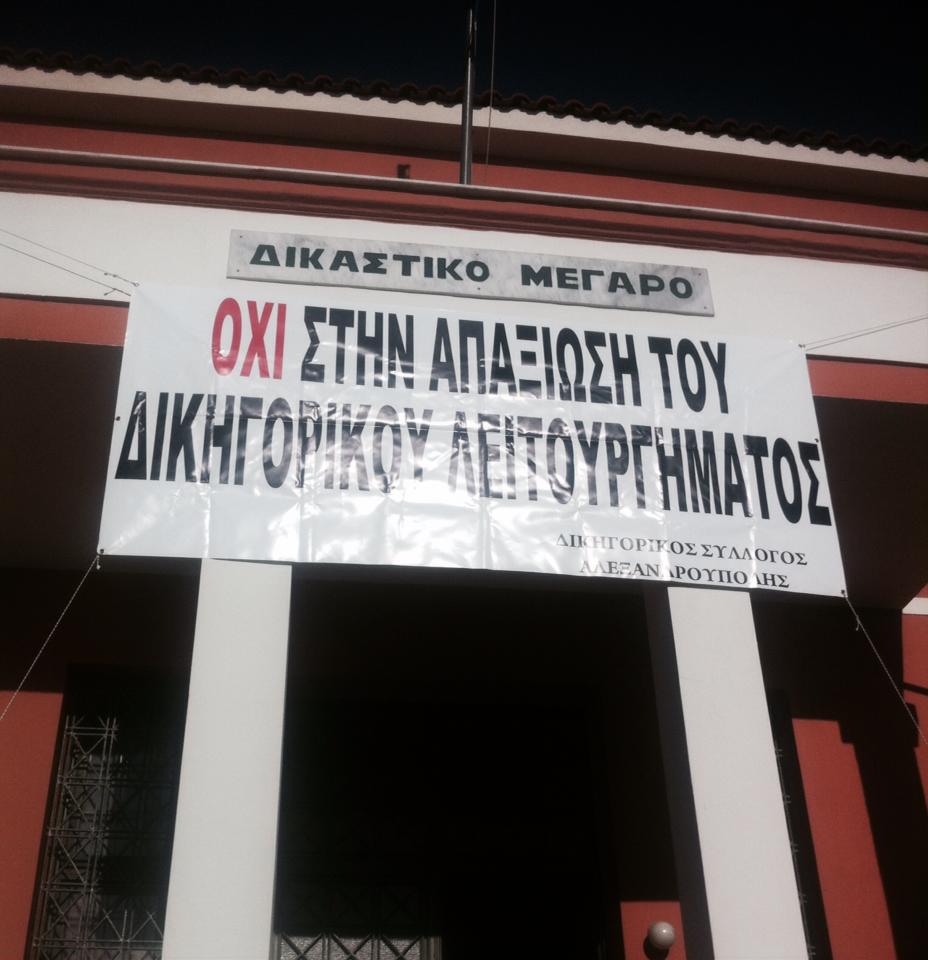 ΔΙΚΑΣΤΙΚΟ ΜΕΓΑΡΟ
ΟΧΙ ΣΤΗΝ ΑΠΑΞΙΩΣΗ ΤΟΥ
ΔΙΚΗΓΟΡΙΚΟΥ ΛΕΙΤΟΥΡΓΗΜΑΤΟΣ
ΔΙΚΗΓΟΡΙΚΟΣ ΣΥΛΛΟΓΟΣ
ΑΛΕΞΑΝΔΡΟΥΠΟΛΗΣ